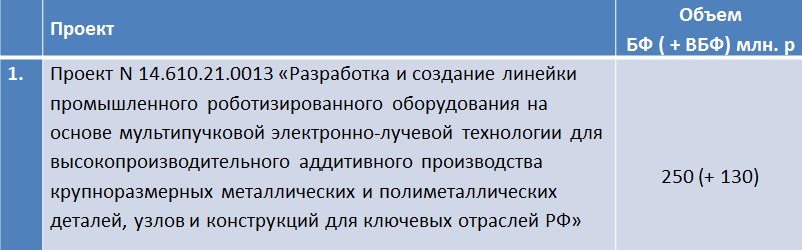 Проект
Объем
БФ ( + ВБФ) млн. р
1.
Проект N 14.610.21.0013 «Разработка и создание линейки
промышленного роботизированного оборудования на
основе мультипучковой электронно-лучевой технологии для
высокопроизводительного аддитивного производства
крупноразмерных металлических и полиметаллических
деталей, узлов и конструкций для ключевых отраслей РФ»
250 (+ 130)